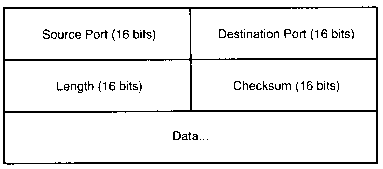 Source Port (16 bits) Destination Port (16 bits)
Length (16 bits) Checksum (16 bits)
Data...